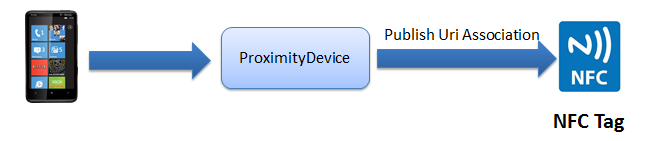 Publish Uri Association
ProximityDevice
NFC
NFC Tag